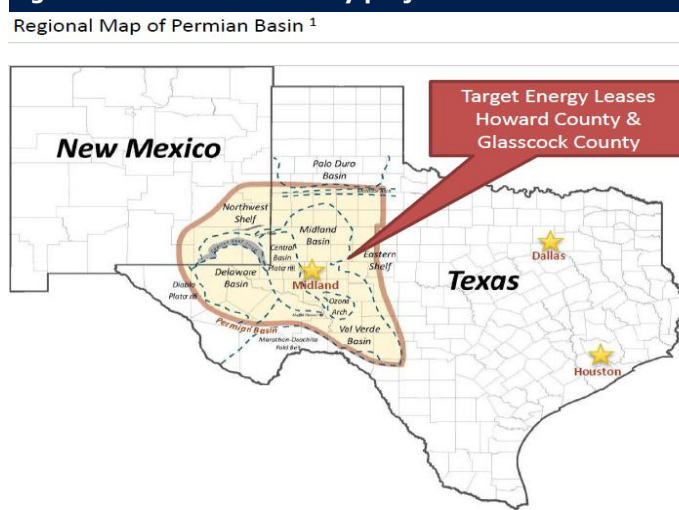 Regional Map of Permian Basin ¹
Target Energy Leases
Howard County &
Glasscock County
New Mexico
Palo Duro
Basin
Northwest
Shelf
Midland
Basin
Central
Basin
Eastern
Shelf
Dallas
Delaware
Basin
Midland
Texas
Diablo
Ozona
Arch
Permian Basin
Val Verde
Basin
Marathon-Ouachita
Fold Belt
Houston